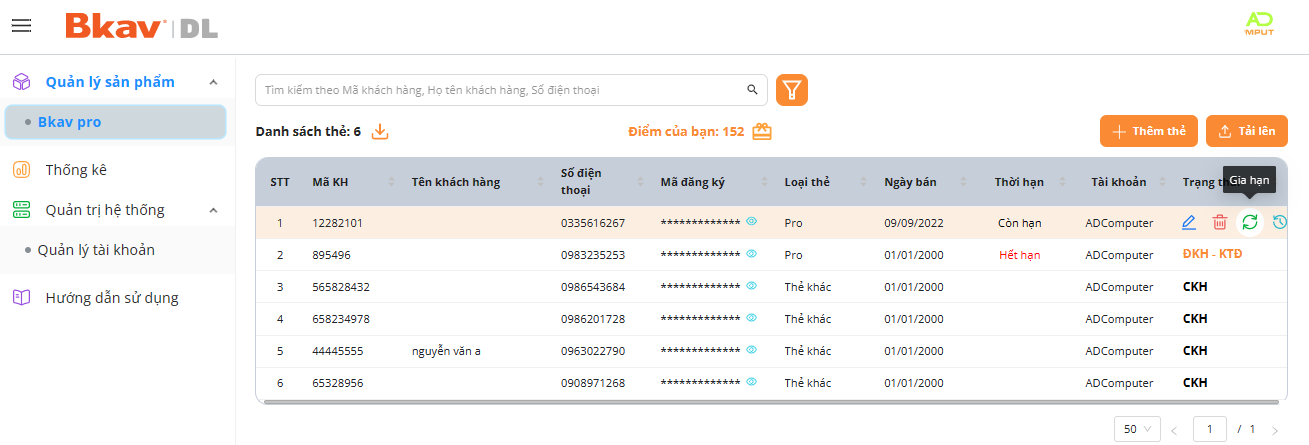 Bkav® | DL
AD
MPUT
Quản lý sản phẩm
Bkav pro
Thống kê
Quản trị hệ thống
Quản lý tài khoản
Hướng dẫn sử dụng
Tìm kiếm theo Mã khách hàng, Họ tên khách hàng, Số điện thoại
Danh sách thẻ: 6 Điểm của bạn: 152 Thêm thẻ Tải lên
Gia hạn
STT Mã KH Tên khách hàng Số điện thoại Mã đăng ký Loại thẻ Ngày bán Thời hạn Tài khoản Trạng
1 12282101 0335616267 ************* Pro 09/09/2022 Còn hạn ADComputer
2 895496 0983235253 ************* Pro 01/01/2000 Hết hạn ADComputer ĐKH - KTĐ
3 565828432 0986543684 ************* Thẻ khác 01/01/2000 ADComputer CKH
4 658234978 0986201728 ************* Thẻ khác 01/01/2000 ADComputer CKH
5 44445555 nguyễn văn a 0963022790 ************* Thẻ khác 01/01/2000 ADComputer CKH
6 65328956 0908971268 ************* Thẻ khác 01/01/2000 ADComputer CKH
50 < 1 / 1 >